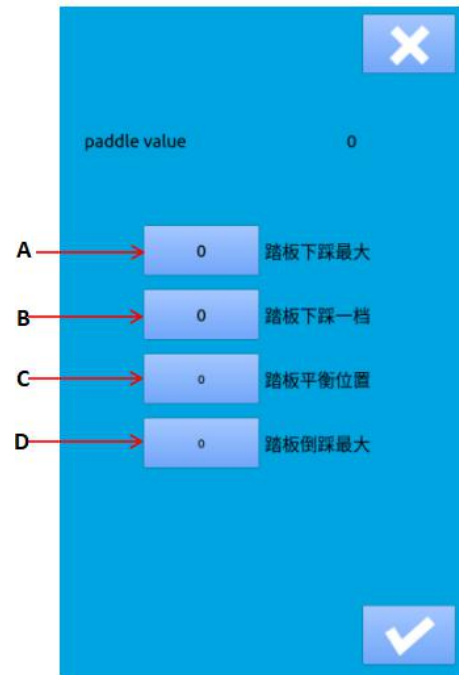 paddle value 0
A 0 踏板下踩最大
B 0 踏板下踩一档
C 0 踏板平衡位置
D 0 踏板倒踩最大